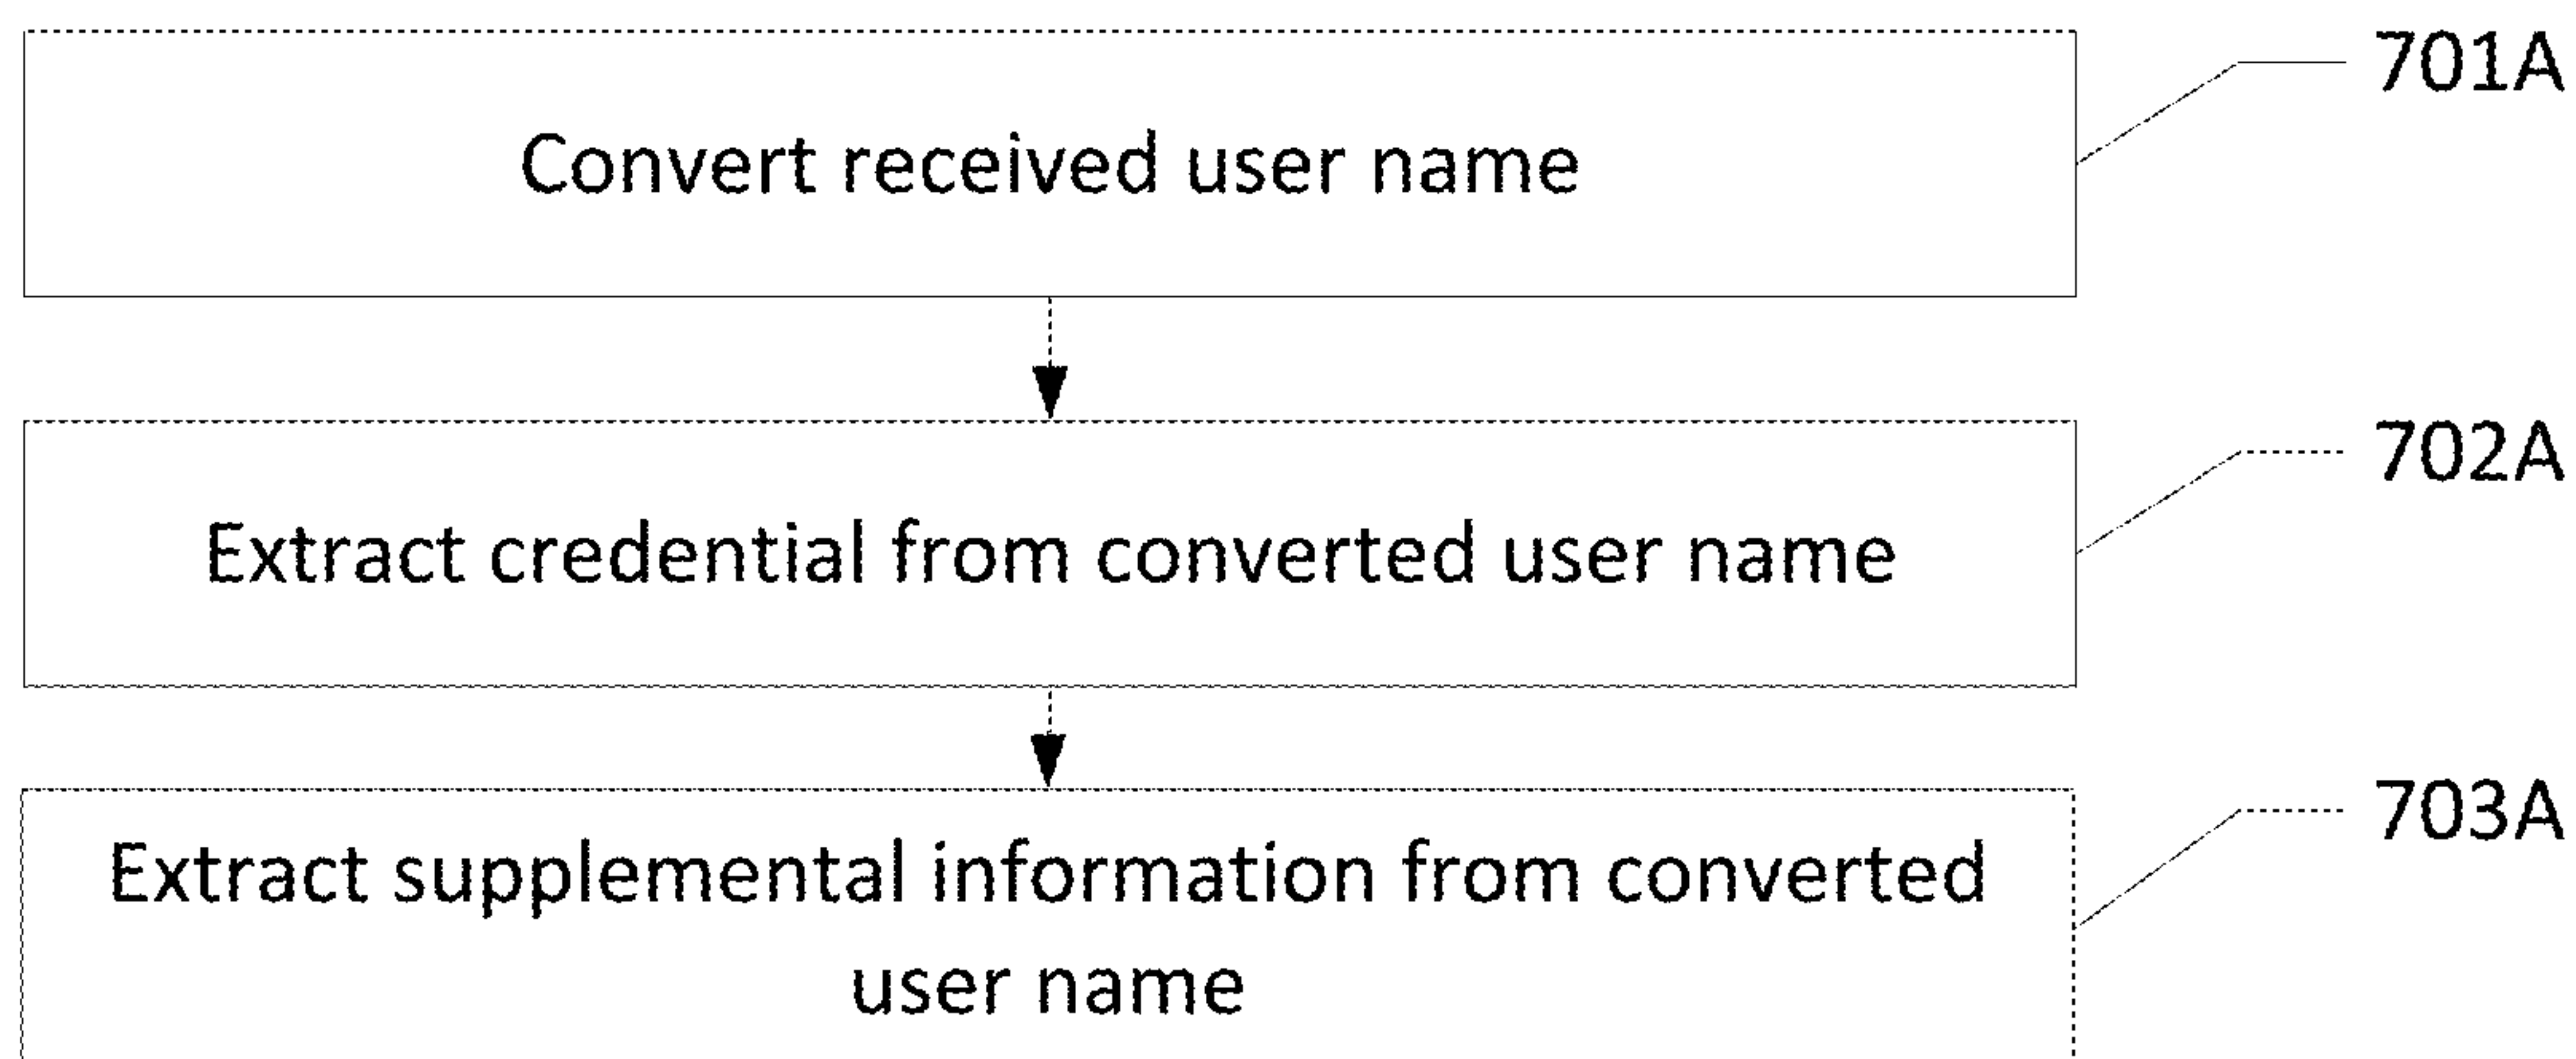 Convert received user name
701A
Extract credential from converted user name
702A
Extract supplemental information from converted
user name
703A